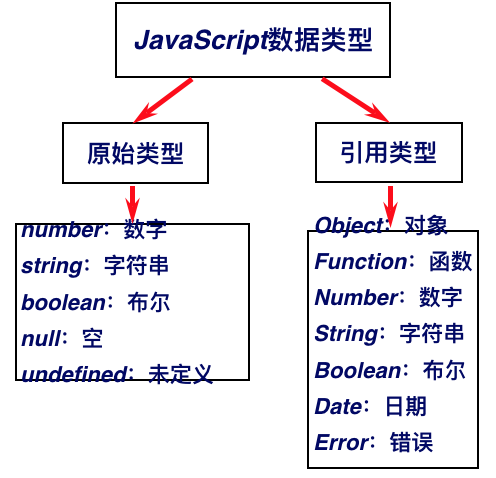 JavaScript数据类型
原始类型
引用类型
number：数字
string：字符串
boolean：布尔
null：空
undefined：未定义
Object：对象
Function：函数
Number：数字
String：字符串
Boolean：布尔
Date：日期
Error：错误